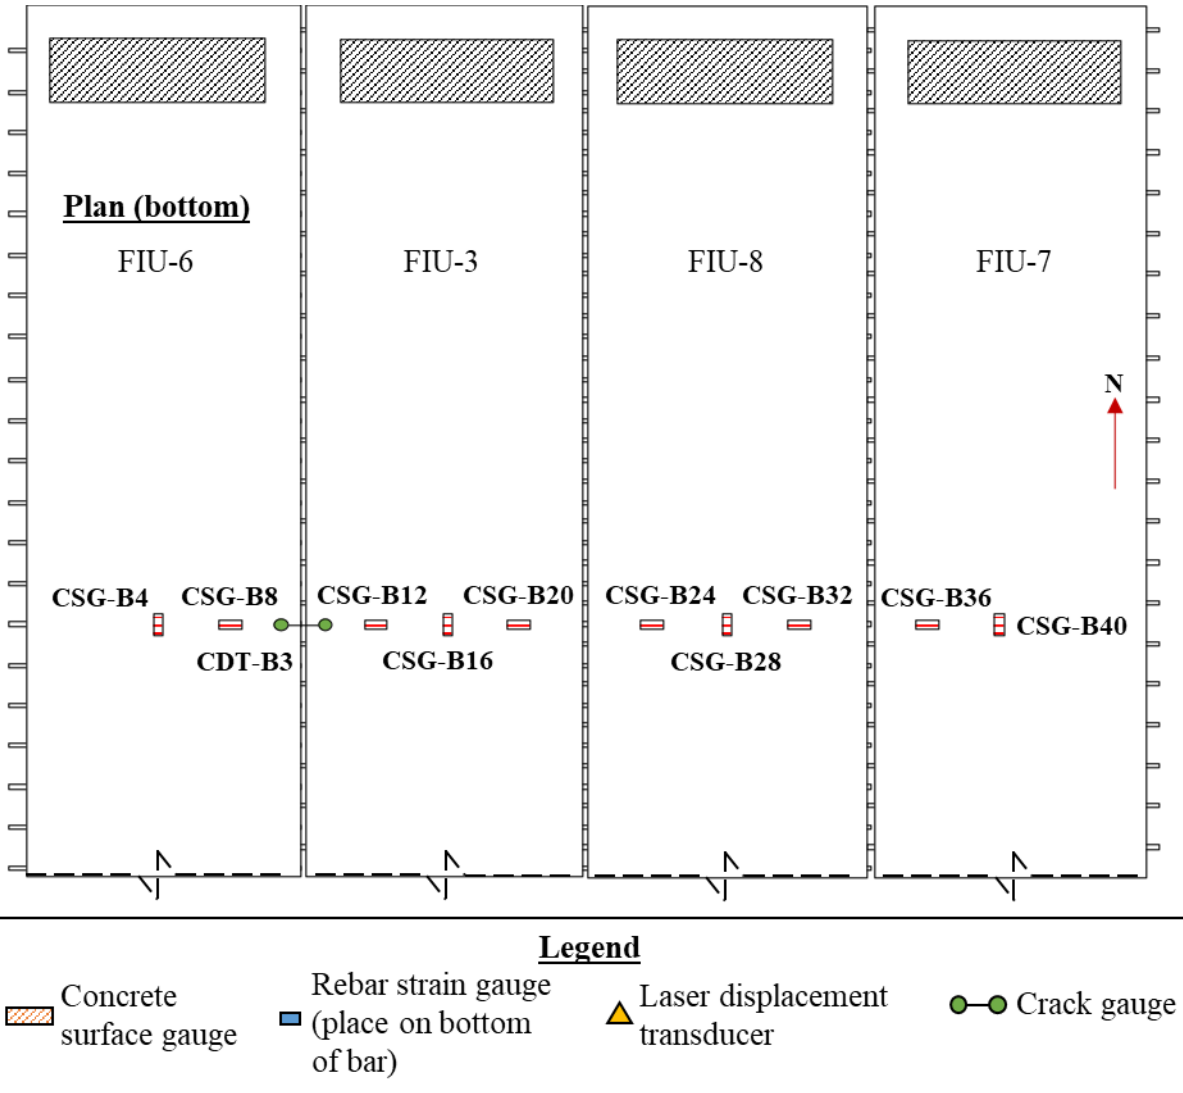 Plan (bottom)
FIU-6
FIU-3
FIU-8
FIU-7
N
CSG-B4
CSG-B8
CSG-B12
CSG-B20
CSG-B24
CSG-B32
CSG-B36
CSG-B40
CDT-B3
CSG-B16
CSG-B28
Legend
Concrete
surface gauge
Rebar strain gauge
(place on bottom
of bar)
Laser displacement
transducer
Crack gauge